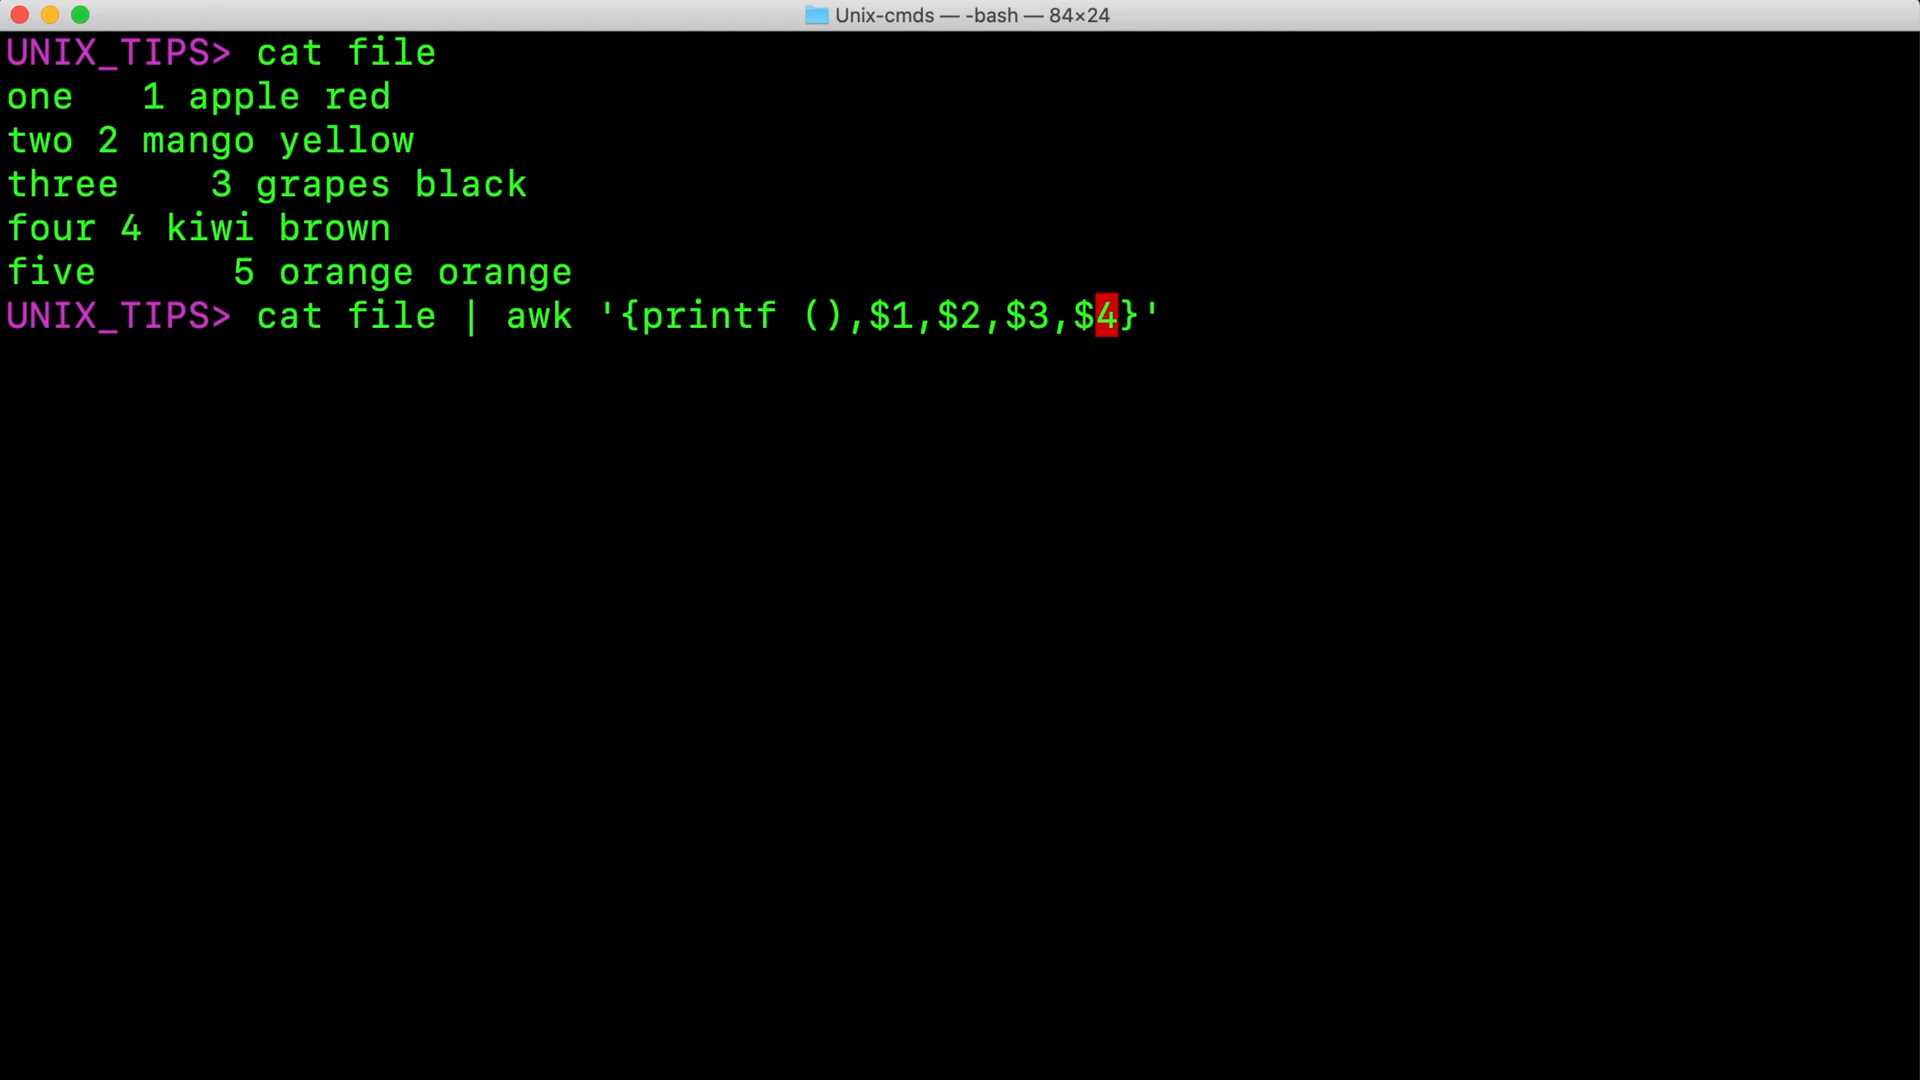 Unix-cmds — -bash — 84×24
UNIX_TIPS> cat file
one   1 apple red
two 2 mango yellow
three    3 grapes black
four 4 kiwi brown
five      5 orange orange
UNIX_TIPS> cat file | awk '{printf (),$1,$2,$3,$4}'